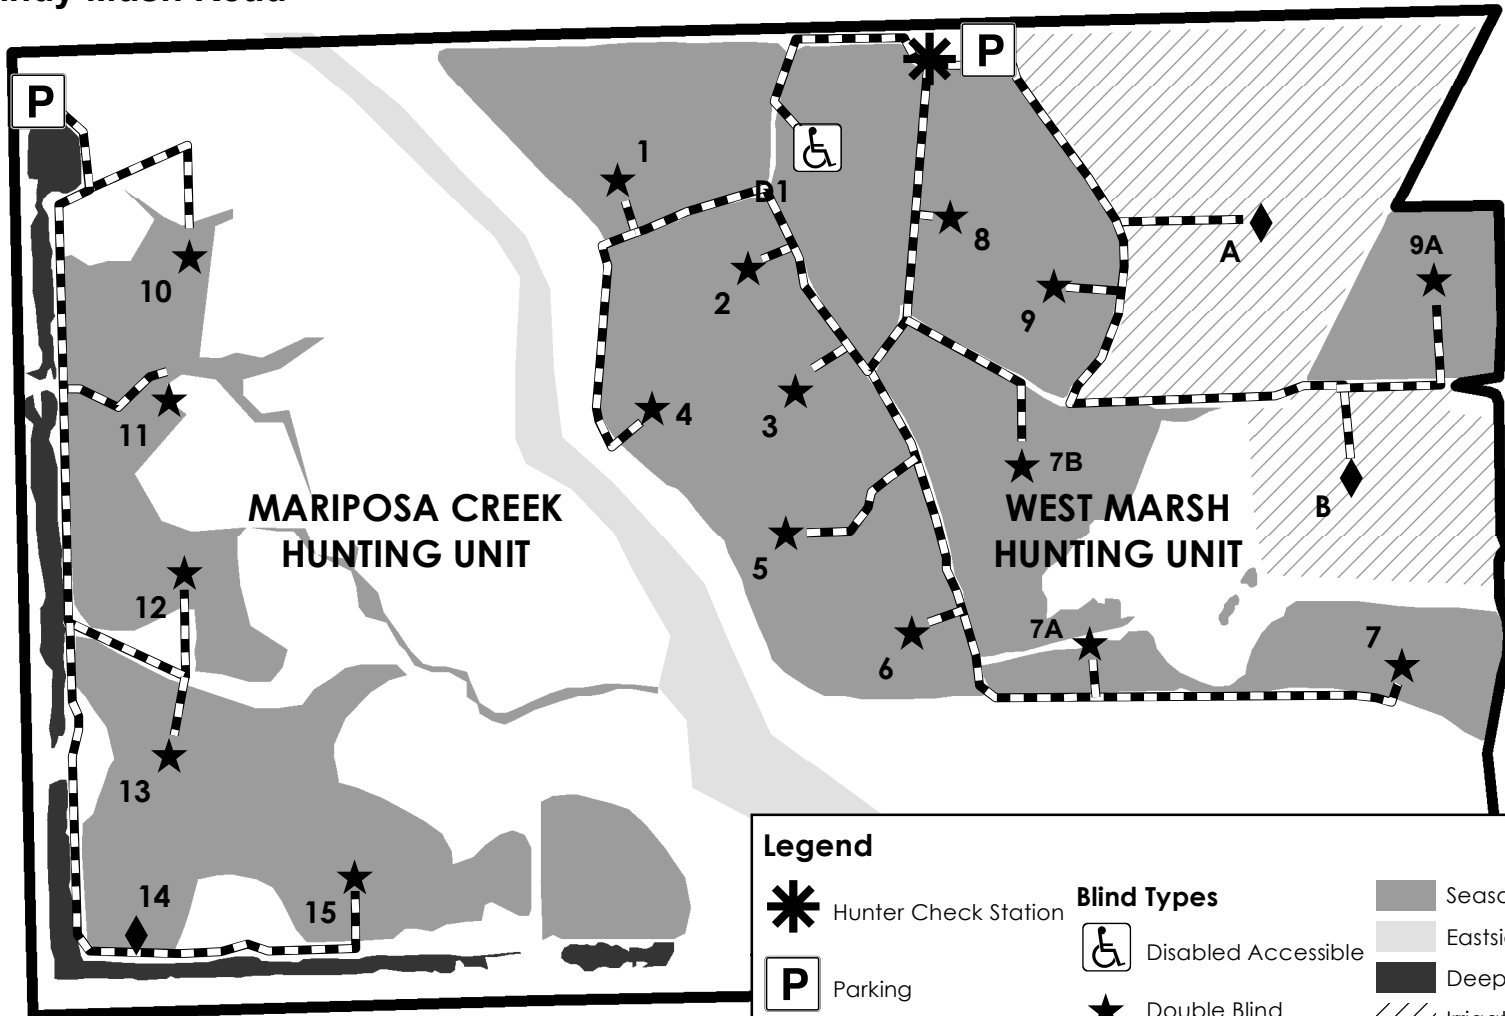 Road
P
P
1
D1
8
A
9A
2
9
10
3
4
11
7B
MARIPOSA CREEK
HUNTING UNIT
WEST MARSH
HUNTING UNIT
B
5
12
7A
7
6
13
14
15
Legend
Hunter Check Station
P Parking
Blind Types
Disabled Accessible
Double Blind
Deep